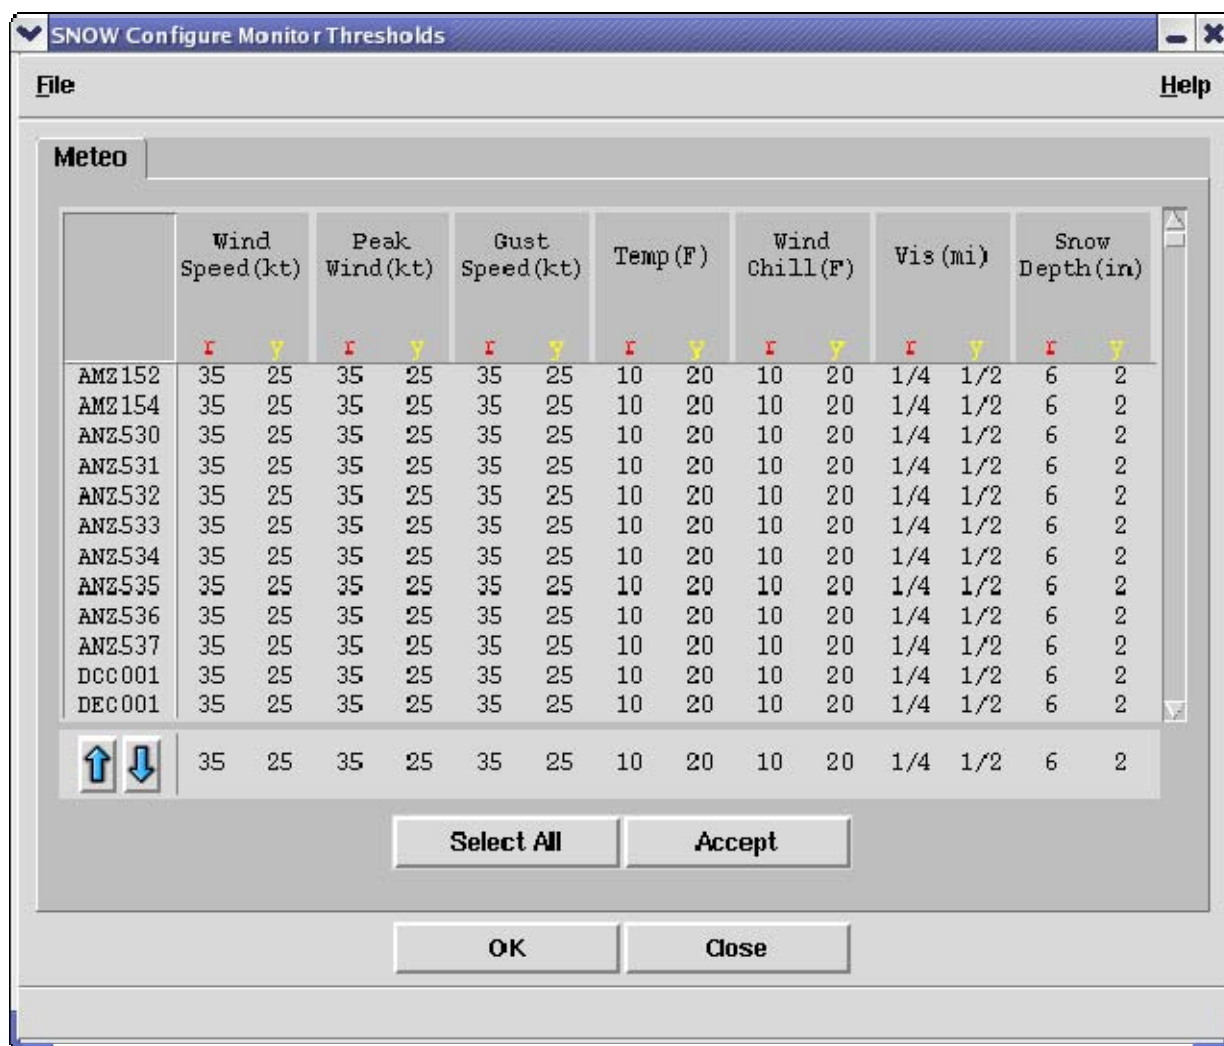 SNOW Configure Monitor Thresholds
File Help
Meteo
Wind Speed(kt) Peak Wind(kt) Gust Speed(kt) Temp(F) Wind Chill(F) Vis(mi) Snow Depth(in)
r y r y r y r y r y r y r y
AMZ152 35 25 35 25 35 25 10 20 10 20 1/4 1/2 6 2
AMZ154 35 25 35 25 35 25 10 20 10 20 1/4 1/2 6 2
ANZ530 35 25 35 25 35 25 10 20 10 20 1/4 1/2 6 2
ANZ531 35 25 35 25 35 25 10 20 10 20 1/4 1/2 6 2
ANZ532 35 25 35 25 35 25 10 20 10 20 1/4 1/2 6 2
ANZ533 35 25 35 25 35 25 10 20 10 20 1/4 1/2 6 2
ANZ534 35 25 35 25 35 25 10 20 10 20 1/4 1/2 6 2
ANZ535 35 25 35 25 35 25 10 20 10 20 1/4 1/2 6 2
ANZ536 35 25 35 25 35 25 10 20 10 20 1/4 1/2 6 2
ANZ537 35 25 35 25 35 25 10 20 10 20 1/4 1/2 6 2
DCC001 35 25 35 25 35 25 10 20 10 20 1/4 1/2 6 2
DEC001 35 25 35 25 35 25 10 20 10 20 1/4 1/2 6 2
35 25 35 25 35 25 10 20 10 20 1/4 1/2 6 2
Select All Accept
OK Close